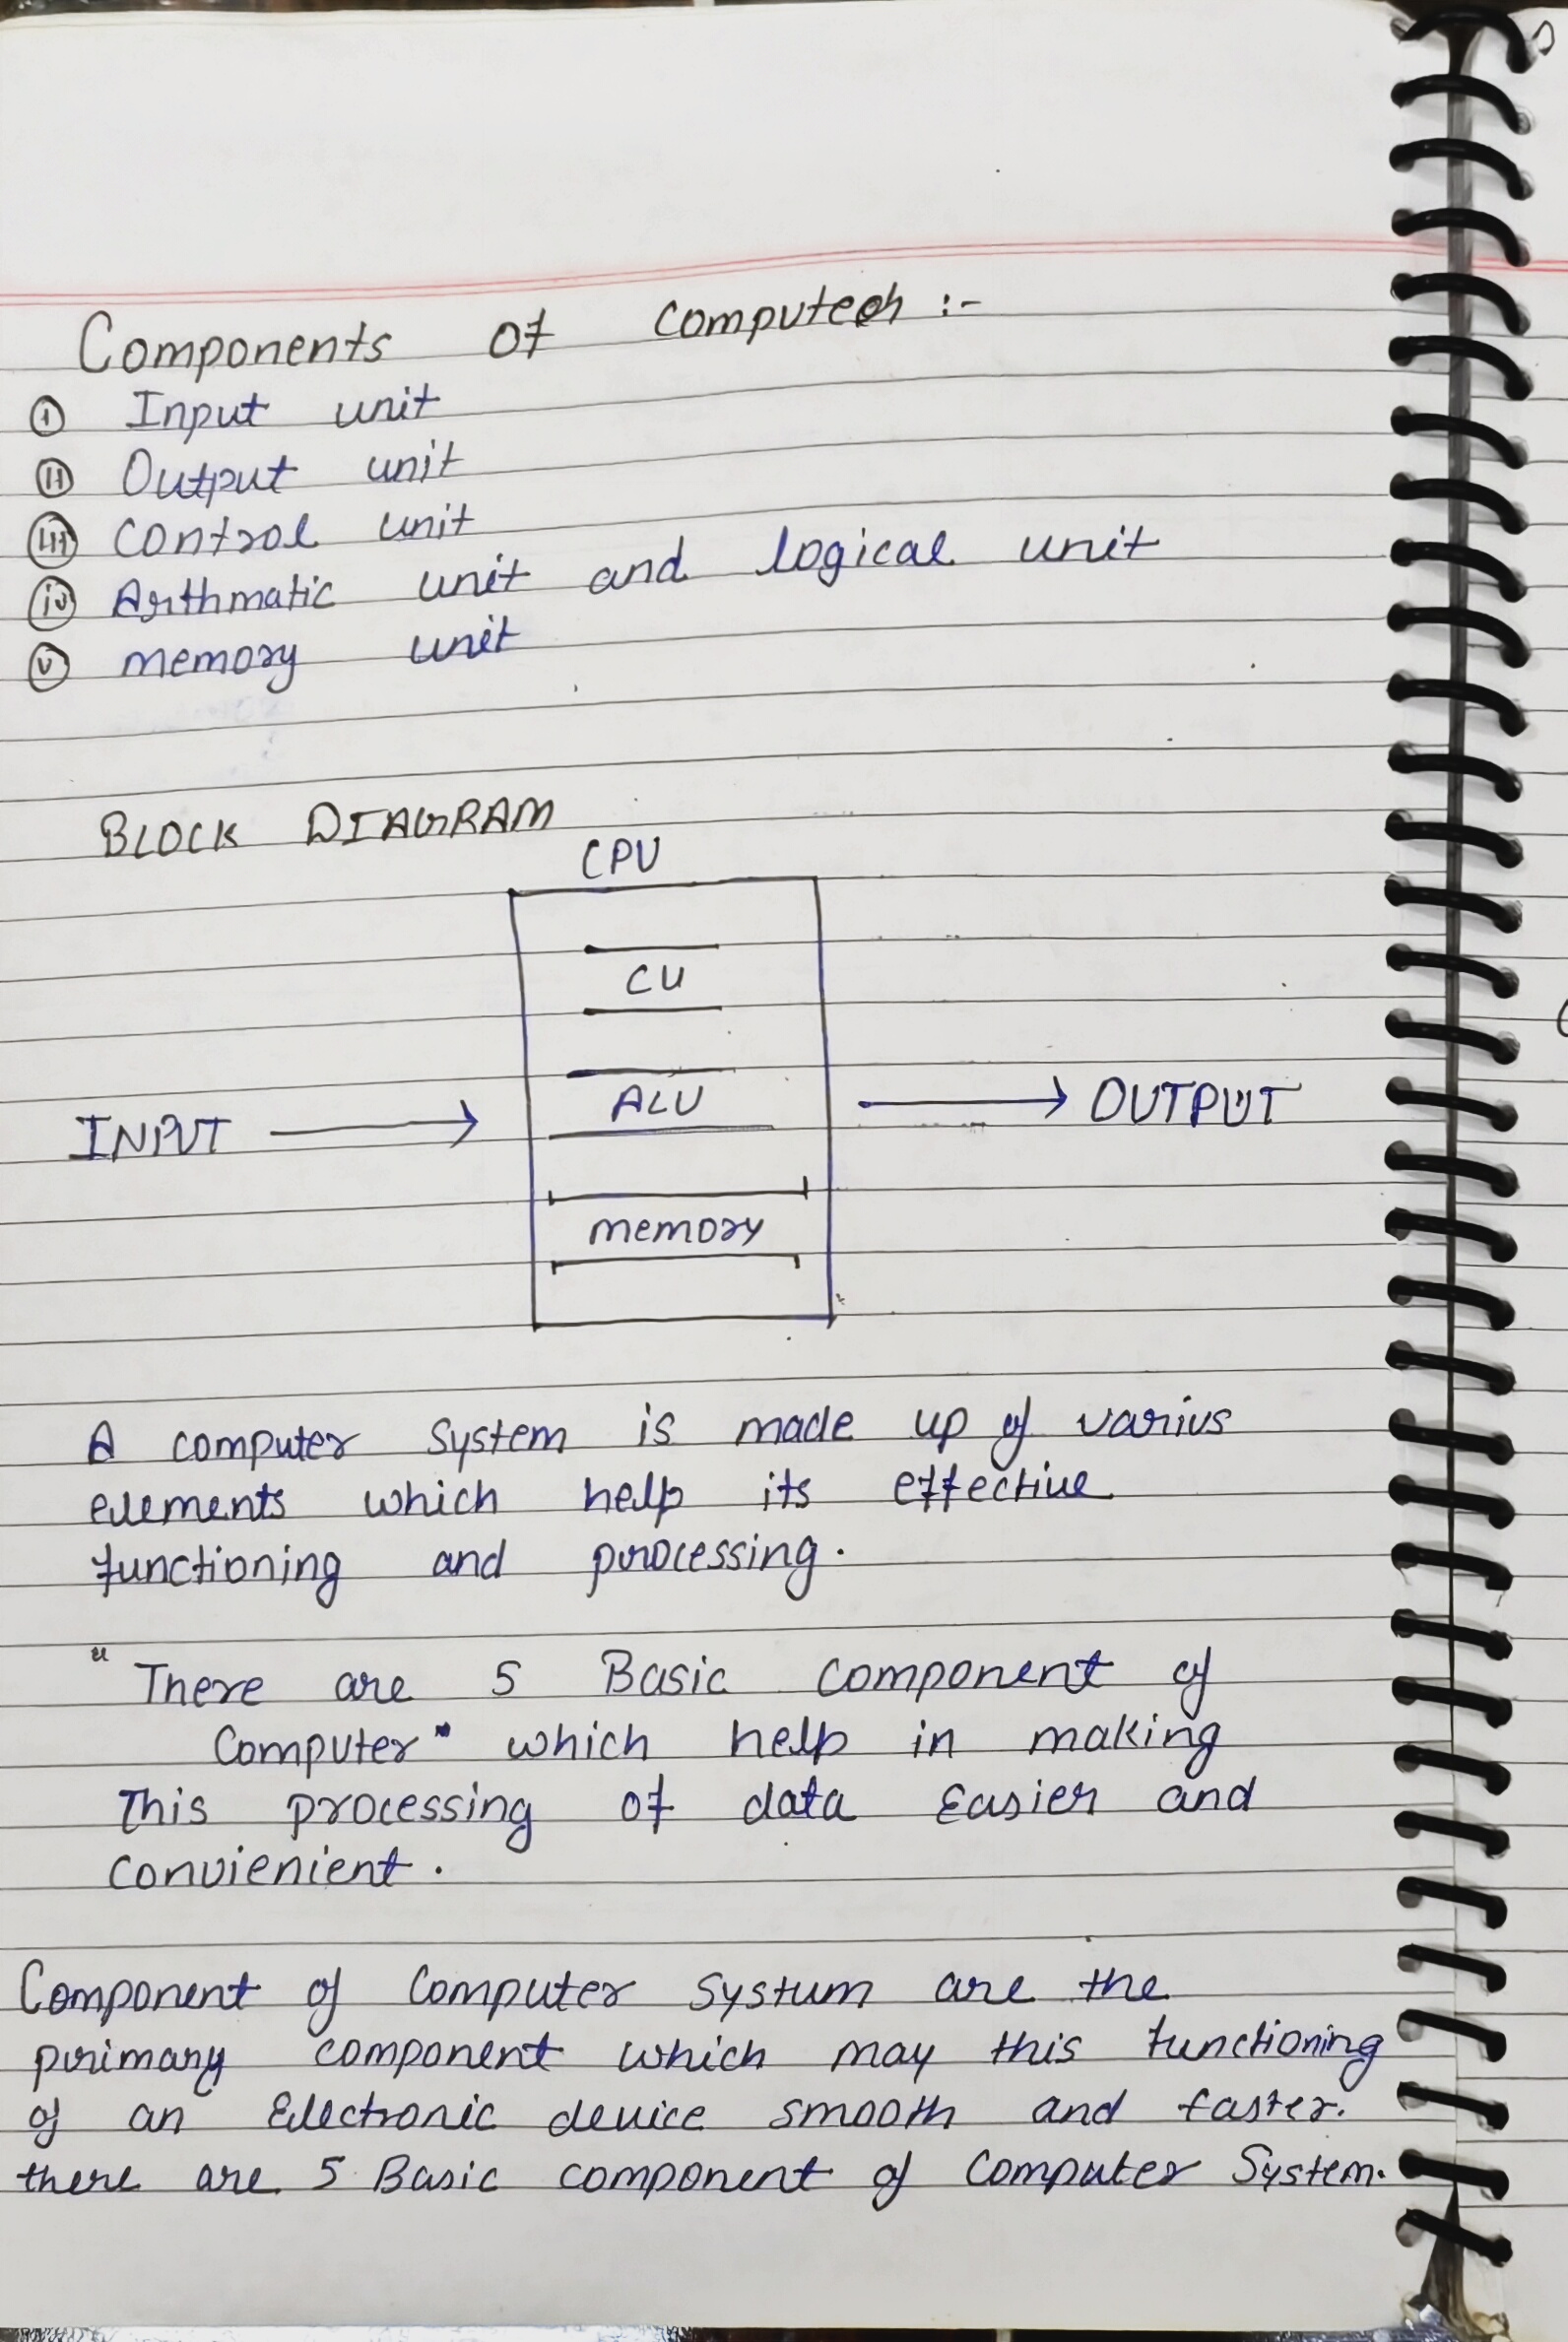 Components of computer :-
(i) Input unit
(ii) Output unit
(iii) control unit
(iv) Arithmatic unit and logical unit
(v) memory unit
BLOCK DIAGRAM
CPU
CU
ALU
INPUT → → OUTPUT
memory
A computer system is made up of varius
elements which help its effective
functioning and processing.
"There are 5 Basic component of
Computer" which help in making
This processing of data Easier and
convienient.
Component of Computer systum are the
primary component which may this functioning
of an Electronic device smooth and faster.
there are 5 Basic component of Computer System.